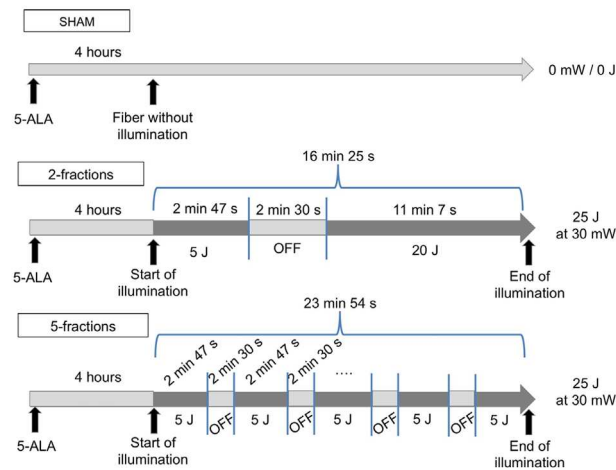 SHAM
4 hours
0 mW / 0 J
5-ALA
Fiber without
illumination
16 min 25 s
2-fractions
4 hours
2 min 47 s
2 min 30 s
11 min 7 s
25 J
at 30 mW
5 J
OFF
20 J
5-ALA
Start of
illumination
End of
illumination
23 min 54 s
5-fractions
2 min 47 s
2 min 30 s
2 min 47 s
2 min 30 s
....
4 hours
25 J
at 30 mW
5 J
OFF
5 J
OFF
5 J
OFF
5 J
OFF
5 J
5-ALA
Start of
illumination
End of
illumination